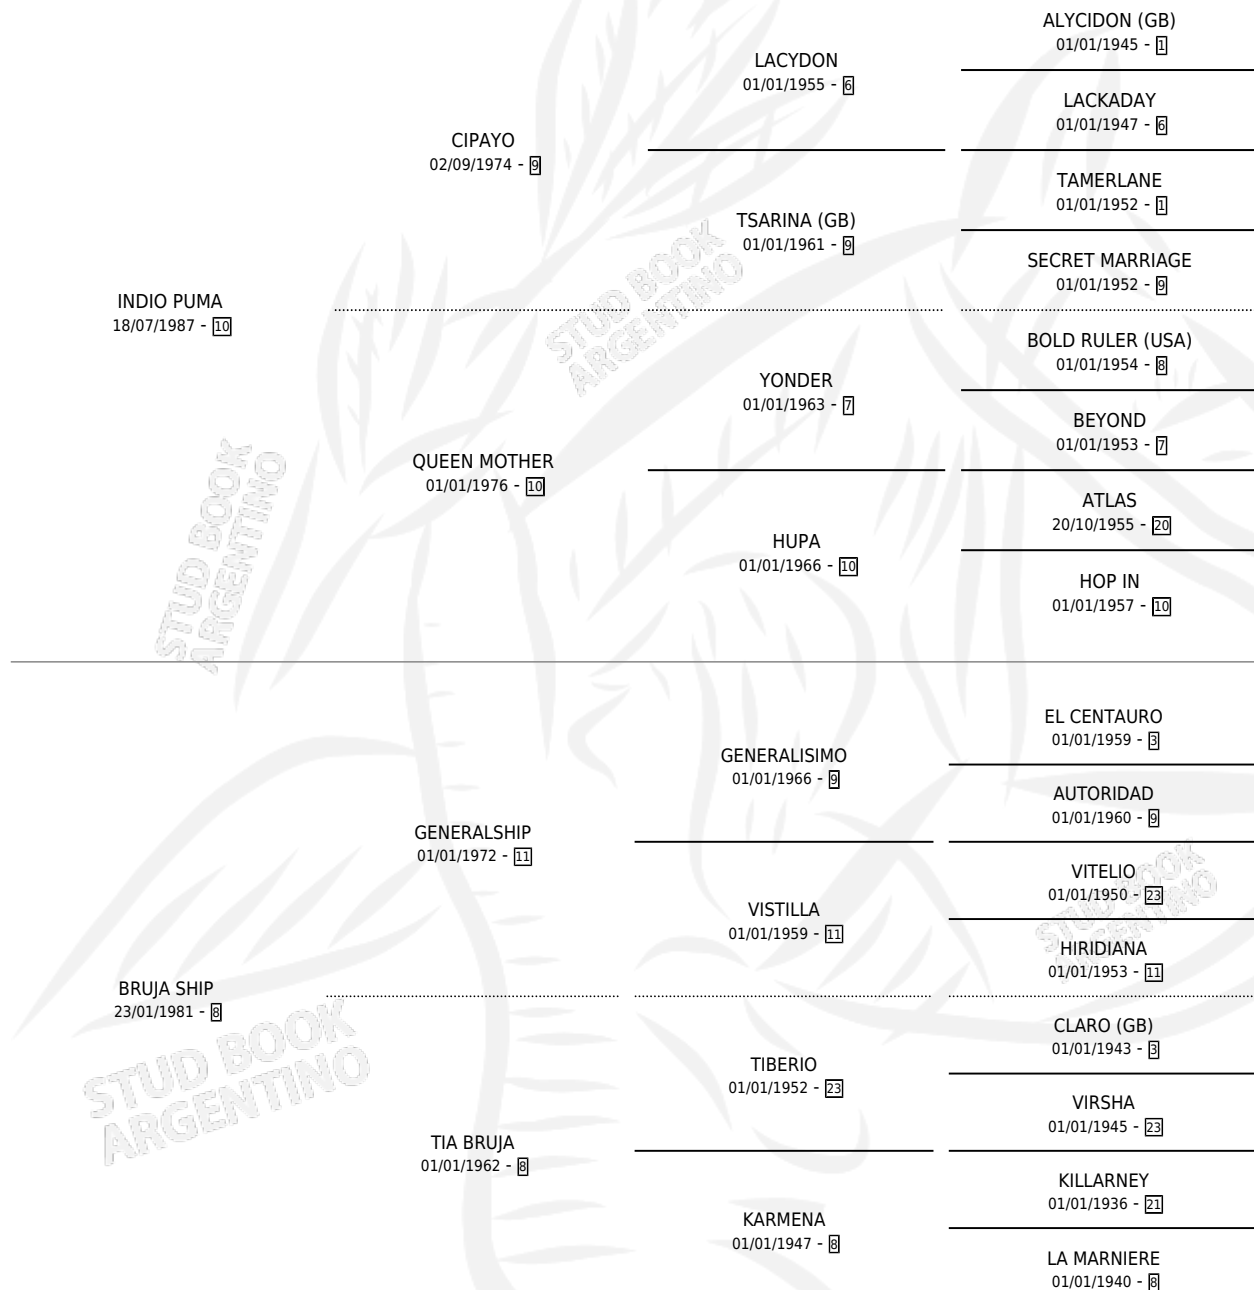 ALYCIDON (GB)
01/01/1945 - 1
LACYDON
01/01/1955 - 6
LACKADAY
01/01/1947 - 6
CIPAYO
02/09/1974 - 9
TAMERLANE
01/01/1952 - 1
TSARINA (GB)
01/01/1961 - 9
SECRET MARRIAGE
01/01/1952 - 9
INDIO PUMA
18/07/1987 - 10
BOLD RULER (USA)
01/01/1954 - 8
YONDER
01/01/1963 - 7
BEYOND
01/01/1953 - 7
QUEEN MOTHER
01/01/1976 - 10
ATLAS
20/10/1955 - 20
HUPA
01/01/1966 - 10
HOP IN
01/01/1957 - 10
STUD BOOK
ARGENTINO
STUD BOOK
ARGENTINO
EL CENTAURO
01/01/1959 - 3
GENERALISIMO
01/01/1966 - 9
AUTORIDAD
01/01/1960 - 9
GENERALSHIP
01/01/1972 - 11
VITELIO
01/01/1950 - 23
VISTILLA
01/01/1959 - 11
HIRIDIANA
01/01/1953 - 11
BRUJA SHIP
23/01/1981 - 8
CLARO (GB)
01/01/1943 - 3
TIBERIO
01/01/1952 - 23
VIRSHA
01/01/1945 - 23
TIA BRUJA
01/01/1962 - 8
KILLARNEY
01/01/1936 - 21
KARMENA
01/01/1947 - 8
LA MARNIERE
01/01/1940 - 8
STUD BOOK
ARGENTINO
STUD BOOK
ARGENTINO